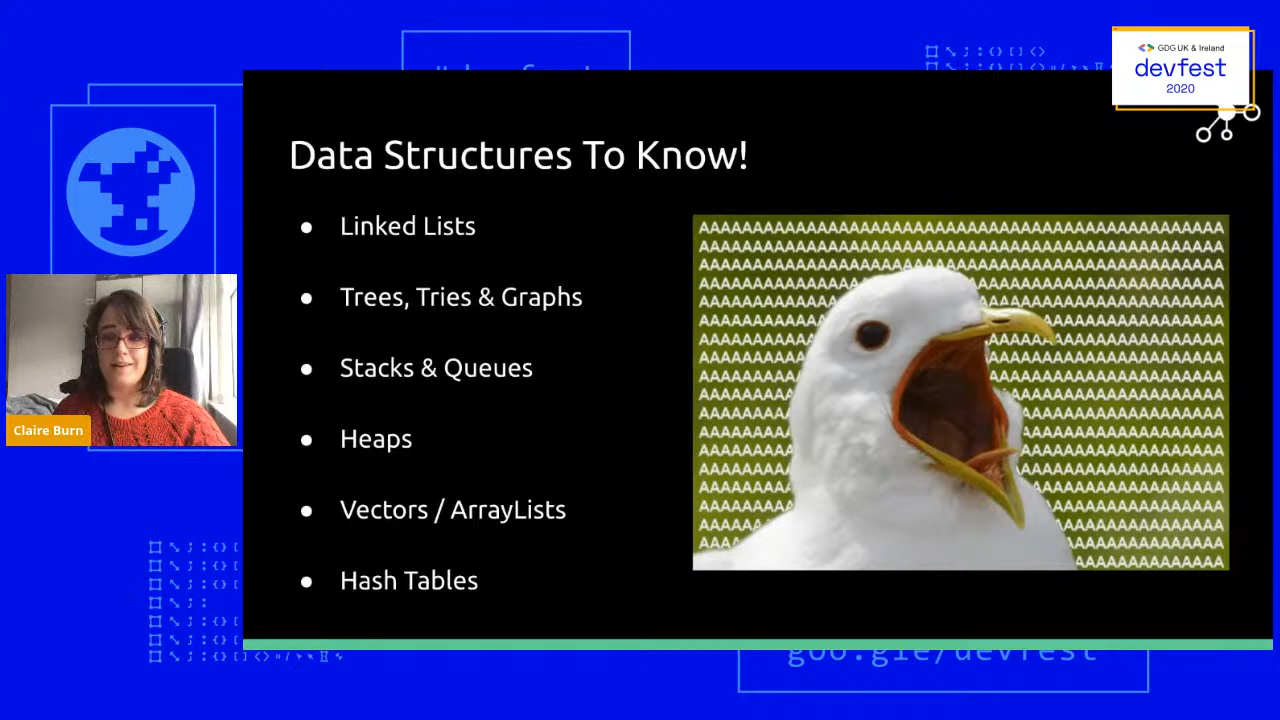 GDG UK & Ireland
devfest
2020
Data Structures To Know!
Linked Lists
Trees, Tries & Graphs
Stacks & Queues
Heaps
Vectors / ArrayLists
Hash Tables
AAAAAAAAAAAAAAAAAAAAAAAAAAAAAAAAAAAAAAAAAAA
Claire Burn
goo.gle/devfest